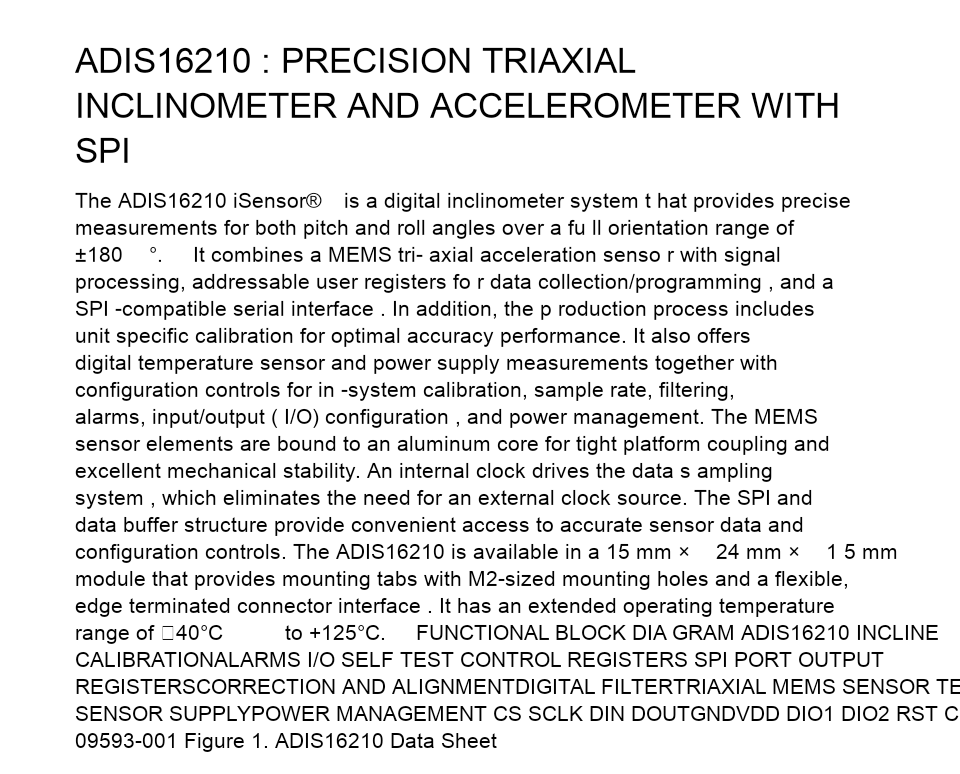 ADIS16210 : PRECISION TRIAXIAL
INCLINOMETER AND ACCELEROMETER WITH
SPI
The ADIS16210 iSensor® is a digital inclinometer system t hat provides precise
measurements for both pitch and roll angles over a fu ll orientation range of
±180 °. It combines a MEMS tri- axial acceleration senso r with signal
processing, addressable user registers fo r data collection/programming , and a
SPI -compatible serial interface . In addition, the p roduction process includes
unit specific calibration for optimal accuracy performance. It also offers
digital temperature sensor and power supply measurements together with
configuration controls for in -system calibration, sample rate, filtering,
alarms, input/output ( I/O) configuration , and power management. The MEMS
sensor elements are bound to an aluminum core for tight platform coupling and
excellent mechanical stability. An internal clock drives the data s ampling
system , which eliminates the need for an external clock source. The SPI and
data buffer structure provide convenient access to accurate sensor data and
configuration controls. The ADIS16210 is available in a 15 mm × 24 mm × 1 5 mm
module that provides mounting tabs with M2-sized mounting holes and a flexible,
edge terminated connector interface . It has an extended operating temperature
range of □40°C to +125°C. FUNCTIONAL BLOCK DIA GRAM ADIS16210 INCLINE
CALIBRATIONALARMS I/O SELF TEST CONTROL REGISTERS SPI PORT OUTPUT
REGISTERSCORRECTION AND ALIGNMENTDIGITAL FILTERTRIAXIAL MEMS SENSOR TE
SENSOR SUPPLYPOWER MANAGEMENT CS SCLK DIN DOUTGNDVDD DIO1 DIO2 RST C
09593-001 Figure 1. ADIS16210 Data Sheet